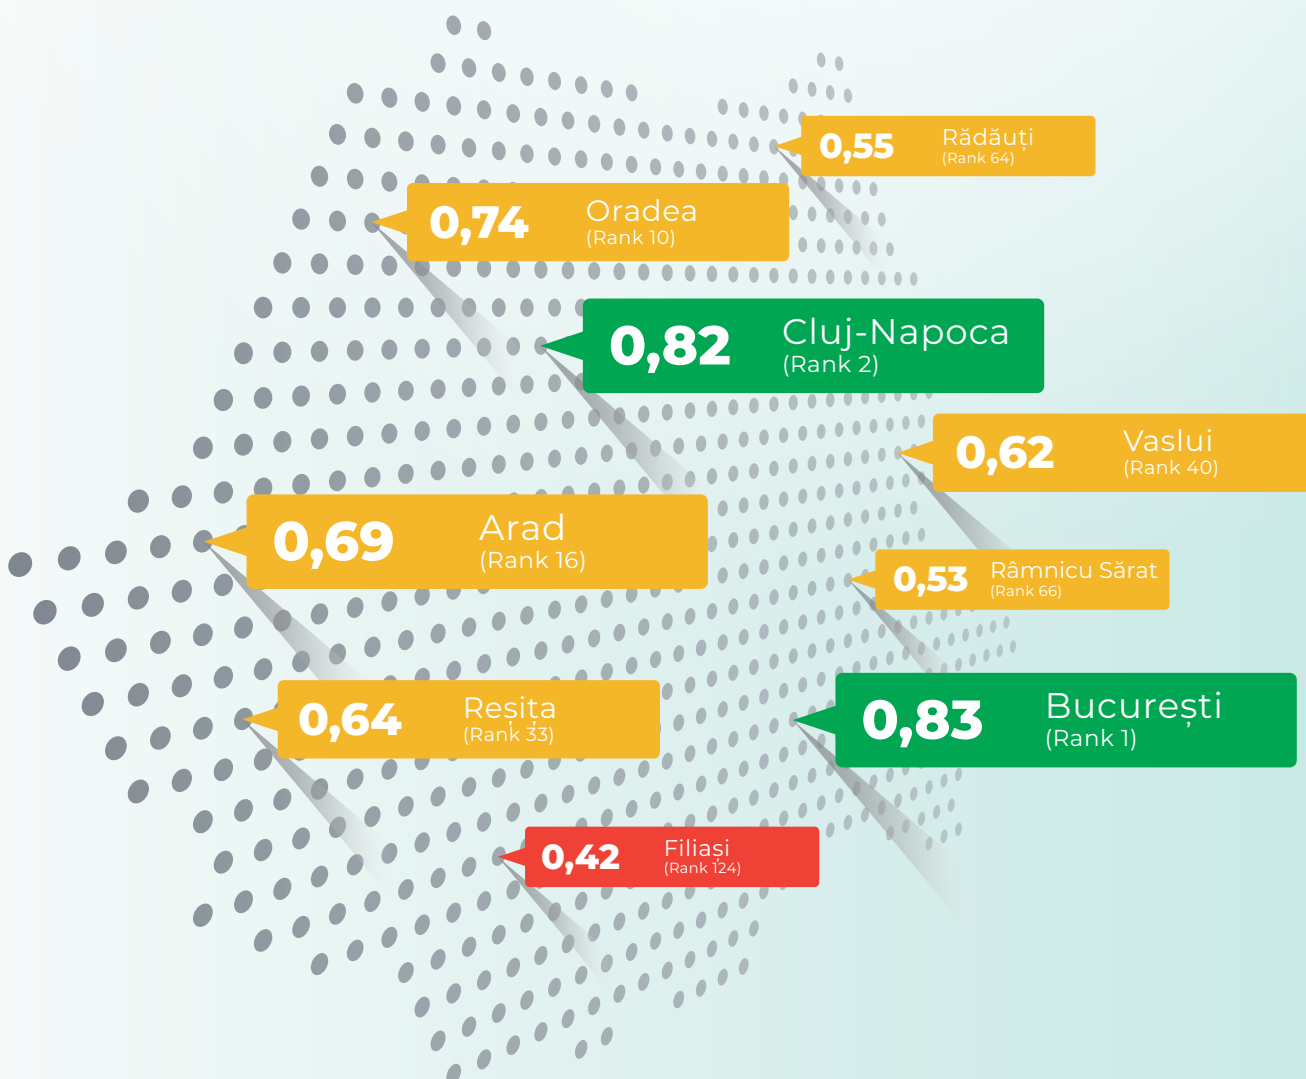 0,55
Rădăuți
(Rank 64)
0,74
Oradea
(Rank 10)
0,82
Cluj-Napoca
(Rank 2)
0,62
Vaslui
(Rank 40)
0,69
Arad
(Rank 16)
0,53
Râmnicu Sărat
(Rank 66)
0,64
Reșița
(Rank 33)
0,83
București
(Rank 1)
0,42
Filiași
(Rank 124)